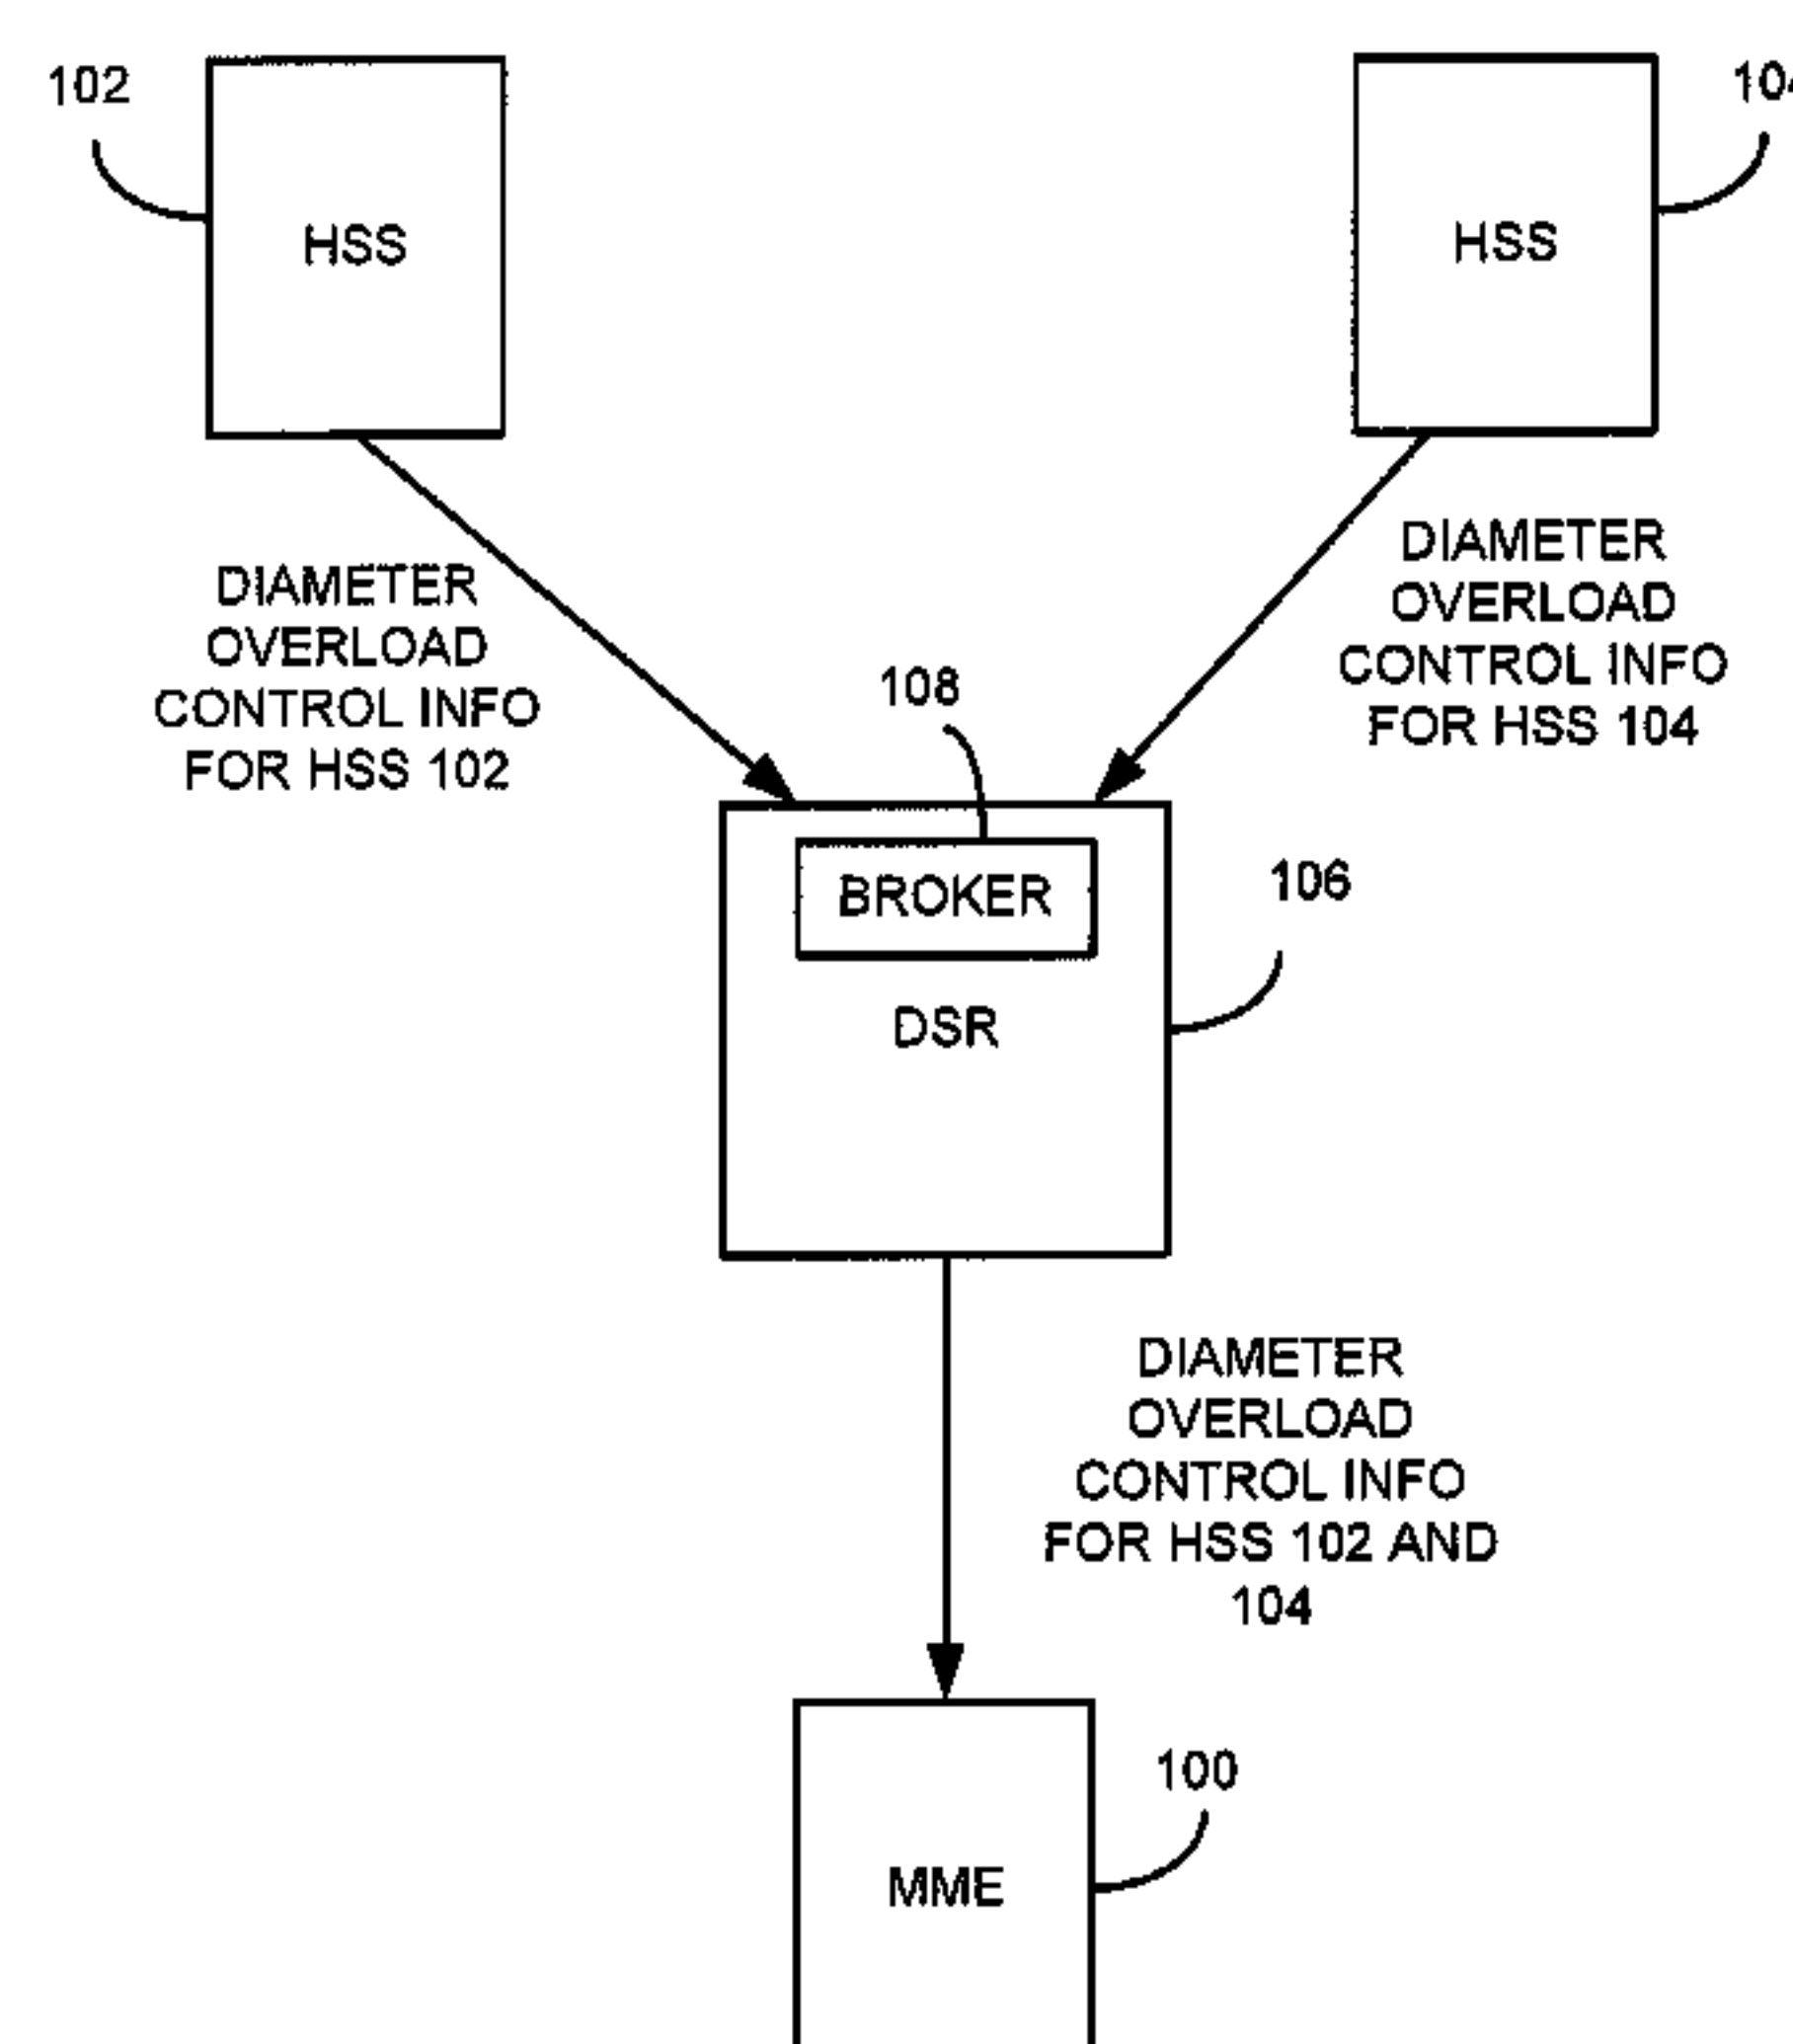 102
HSS
HSS
DIAMETER
OVERLOAD
CONTROL INFO
FOR HSS 102
DIAMETER
OVERLOAD
CONTROL INFO
FOR HSS 104
108
BROKER
106
DSR
DIAMETER
OVERLOAD
CONTROL INFO
FOR HSS 102 AND
104
100
MME